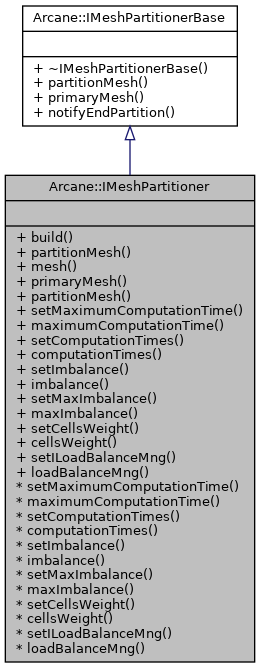 Arcane::IMeshPartitionerBase
+ ~IMeshPartitionerBase()
+ partitionMesh()
+ primaryMesh()
+ notifyEndPartition()
Arcane::IMeshPartitioner
+ build()
+ partitionMesh()
+ mesh()
+ primaryMesh()
+ partitionMesh()
+ setMaximumComputationTime()
+ maximumComputationTime()
+ setComputationTimes()
+ computationTimes()
+ setImbalance()
+ imbalance()
+ setMaxImbalance()
+ maxImbalance()
+ setCellsWeight()
+ cellsWeight()
+ setILoadBalanceMng()
+ loadBalanceMng()
* setMaximumComputationTime()
* maximumComputationTime()
* setComputationTimes()
* computationTimes()
* setImbalance()
* imbalance()
* setMaxImbalance()
* maxImbalance()
* setCellsWeight()
* cellsWeight()
* setILoadBalanceMng()
* loadBalanceMng()